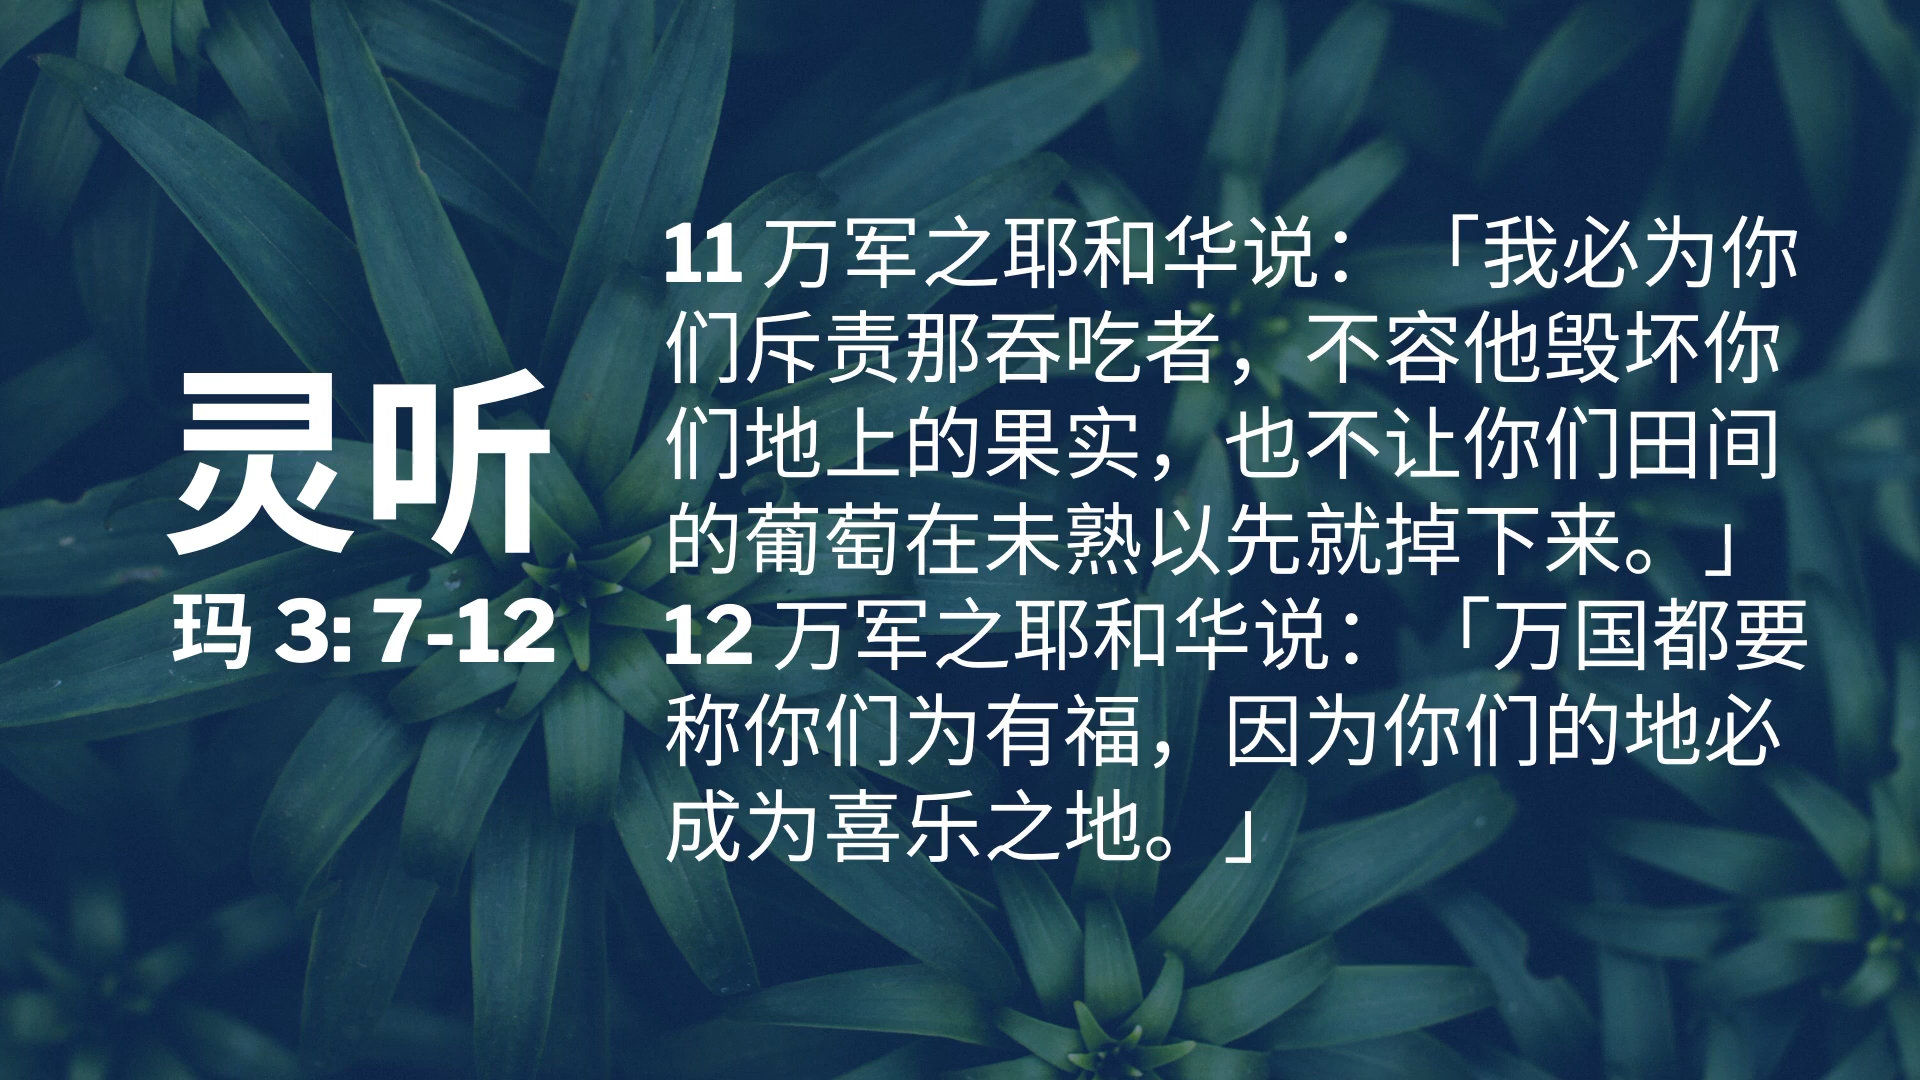 灵听
玛 3: 7-12
11 万军之耶和华说：「我必为你
们斥责那吞吃者，不容他毁坏你
们地上的果实，也不让你们田间
的葡萄在未熟以先就掉下来。」
12 万军之耶和华说：「万国都要
称你们为有福，因为你们的地必
成为喜乐之地。」